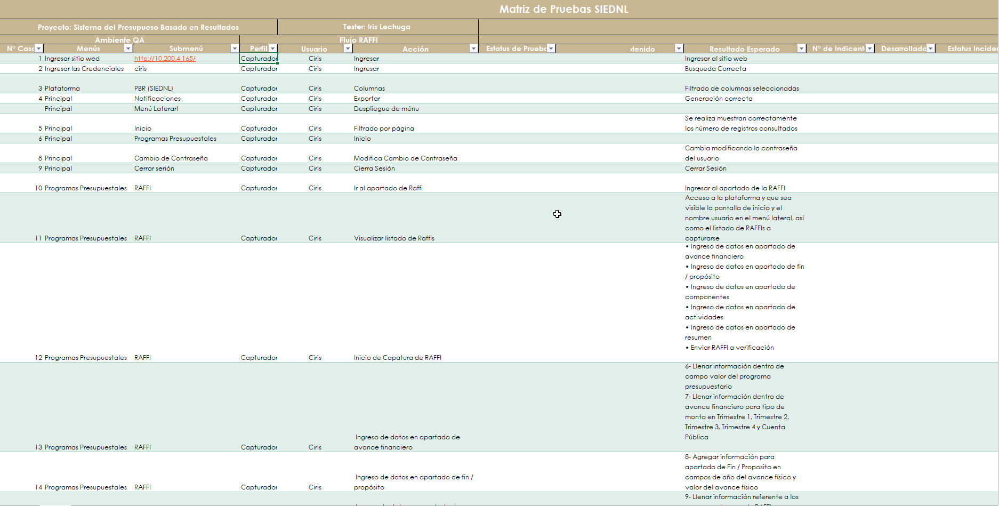 Matriz de Pruebas SIEDNL
Proyecto: Sistema del Presupueso Basado en Resultados
Tester: Iris Lechuga
Ambiente QA
Flujo RAFFI
N° Caso Menús Submenú Perfil Usuario Acción Estatus de Prueba tenido Resultado Esperado N° de Indicent Desarrollado Estatus Inciden
1 Ingresar sitio wed http://10.200.4.165/ Capturador Ciris Ingresar Ingresar al sitio web
2 Ingresar las Credenciales ciris Capturador Ciris Ingresar Busqueda Correcta
3 Plataforma PBR (SIEDNL) Capturador Ciris Columnas Filtrado de columnas seleccionadas
4 Principal Notificaciones Capturador Ciris Exportar Generación correcta
Principal Menú Laterarl Capturador Ciris Despliegue de ménu
Se realiza muestran correctamente
5 Principal Inicio Capturador Ciris Filtrado por página los número de registros consultados
6 Principal Programas Presupuestales Capturador Ciris Inicio
Cambia modificando la contraseña
8 Principal Cambio de Contraseña Capturador Ciris Modifica Cambio de Contraseña del usuario
9 Principal Cerrar serión Capturador Ciris Cierra Sesión Cerrar Sesión
10 Programas Presupuestales RAFFI Capturador Ciris Ir al apartado de Raffi Ingresar al apartado de la RAFFI
Acceso a la plataforma y que sea
visible la pantalla de inicio y el
nombre usuario en el menú lateral, así
como el listado de RAFFIs a
11 Programas Presupuestales RAFFI Capturador Ciris Visualizar listado de Raffis capturarse
• Ingreso de datos en apartado de
avance financiero
• Ingreso de datos en apartado de fin
/ propósito
• Ingreso de datos en apartado de
componentes
• Ingreso de datos en apartado de
actividades
• Ingreso de datos en apartado de
resumen
• Enviar RAFFI a verificación
12 Programas Presupuestales RAFFI Capturador Ciris Inicio de Capatura de RAFFI
6- Llenar información dentro de
campo valor del programa
presupuestario
7- Llenar información dentro de
avance financiero para tipo de
monto en Trimestre 1, Trimestre 2,
Trimestre 3, Trimestre 4 y Cuenta
Ingreso de datos en apartado de Pública
13 Programas Presupuestales RAFFI Capturador Ciris avance financiero
8- Agregar información para
apartado de Fin / Proposito en
Ingreso de datos en apartado de fin / campos de año del avance físico y
14 Programas Presupuestales RAFFI Capturador Ciris propósito valor del avance físico
9- Llenar información referente a los